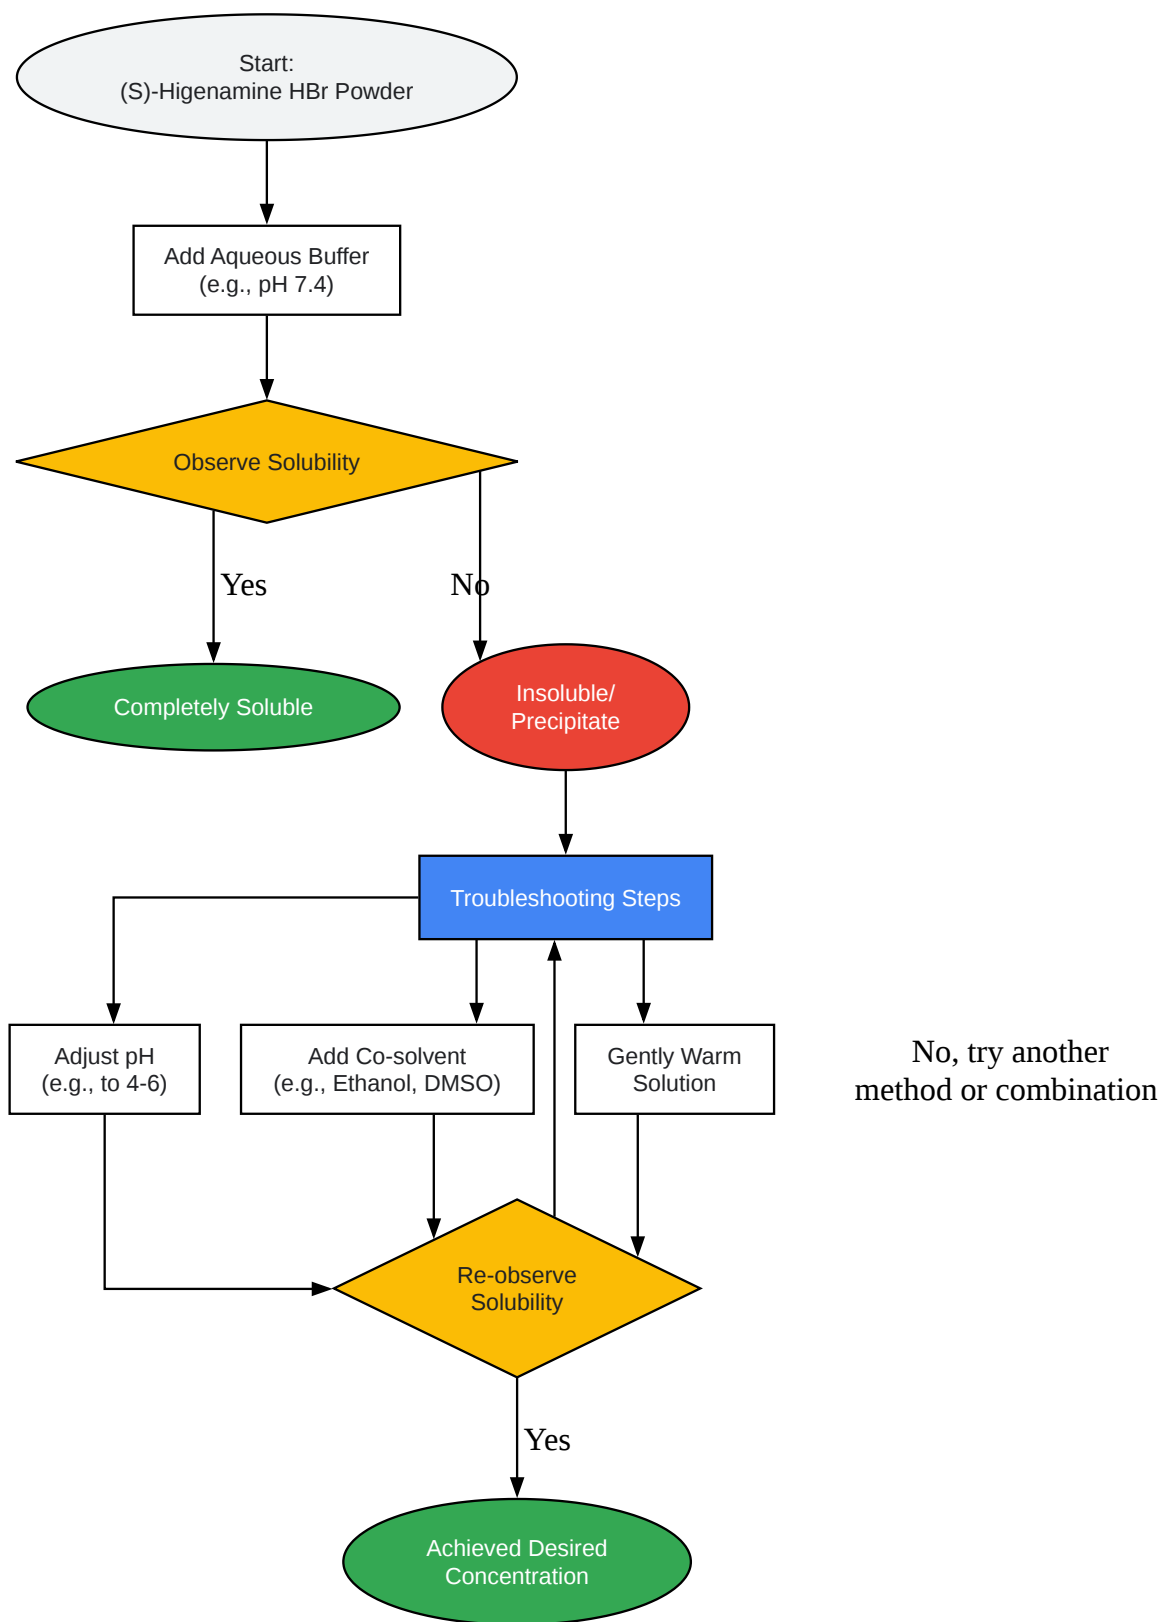 Start:
(S)-Higenamine HBr Powder
Add Aqueous Buffer
(e.g., pH 7.4)
Observe Solubility
Yes
No
Completely Soluble
Insoluble/
Precipitate
Troubleshooting Steps
Adjust pH
(e.g., to 4-6)
Add Co-solvent
(e.g., Ethanol, DMSO)
Gently Warm
Solution
No, try another
method or combination
Re-observe
Solubility
Yes
Achieved Desired
Concentration